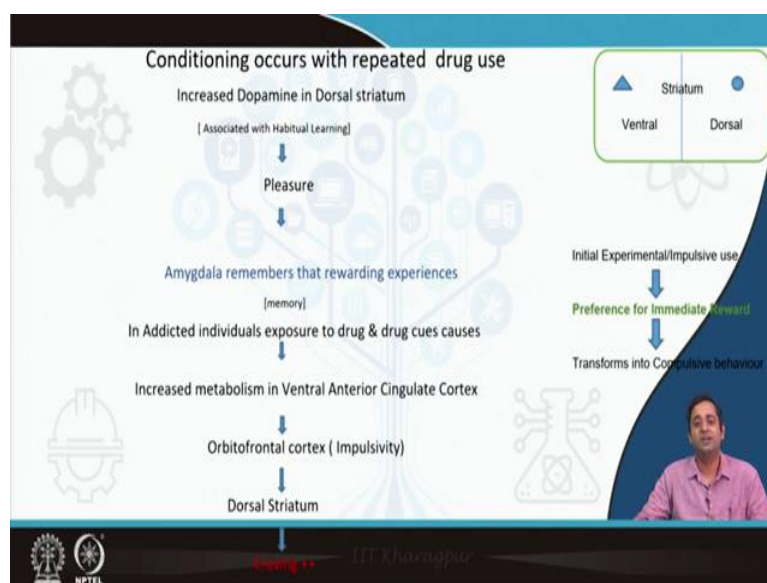 Conditioning occurs with repeated drug use
Increased Dopamine in Dorsal striatum
[ Associated with Habitual Learning]
Pleasure
Amygdala remembers that rewarding experiences
[memory]
In Addicted individuals exposure to drug & drug cues causes
Increased metabolism in Ventral Anterior Cingulate Cortex
Orbitofrontal cortex ( Impulsivity)
Dorsal Striatum
Striatum
Ventral Dorsal
Initial Experimental/Impulsive use
Preference for Immediate Reward
Transforms into Compulsive behaviour
IIT Kharagpur
NPTEL